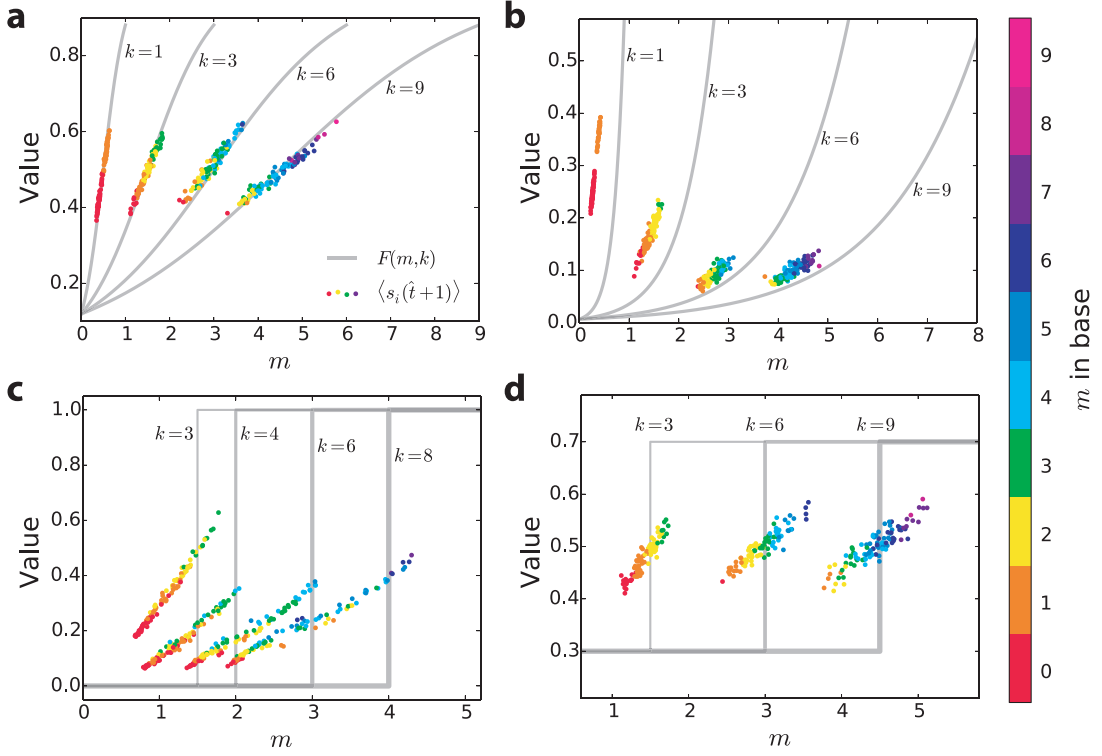 a
Value
0.8
0.6
0.4
0.2
k=1
k=3
k=6
k=9
F(m,k)
⟨s_i(t̂+1)⟩
0 1 2 3 4 5 6 7 8 9
m
b
Value
0.5
0.4
0.3
0.2
0.1
0.0
k=1
k=3
k=6
k=9
0 1 2 3 4 5 6 7 8
m
c
Value
1.0
0.8
0.6
0.4
0.2
0.0
k=3
k=4
k=6
k=8
0 1 2 3 4 5
m
d
Value
0.7
0.6
0.5
0.4
0.3
k=3
k=6
k=9
1 2 3 4 5
m
9
8
7
6
5
4
3
2
1
0
m in base